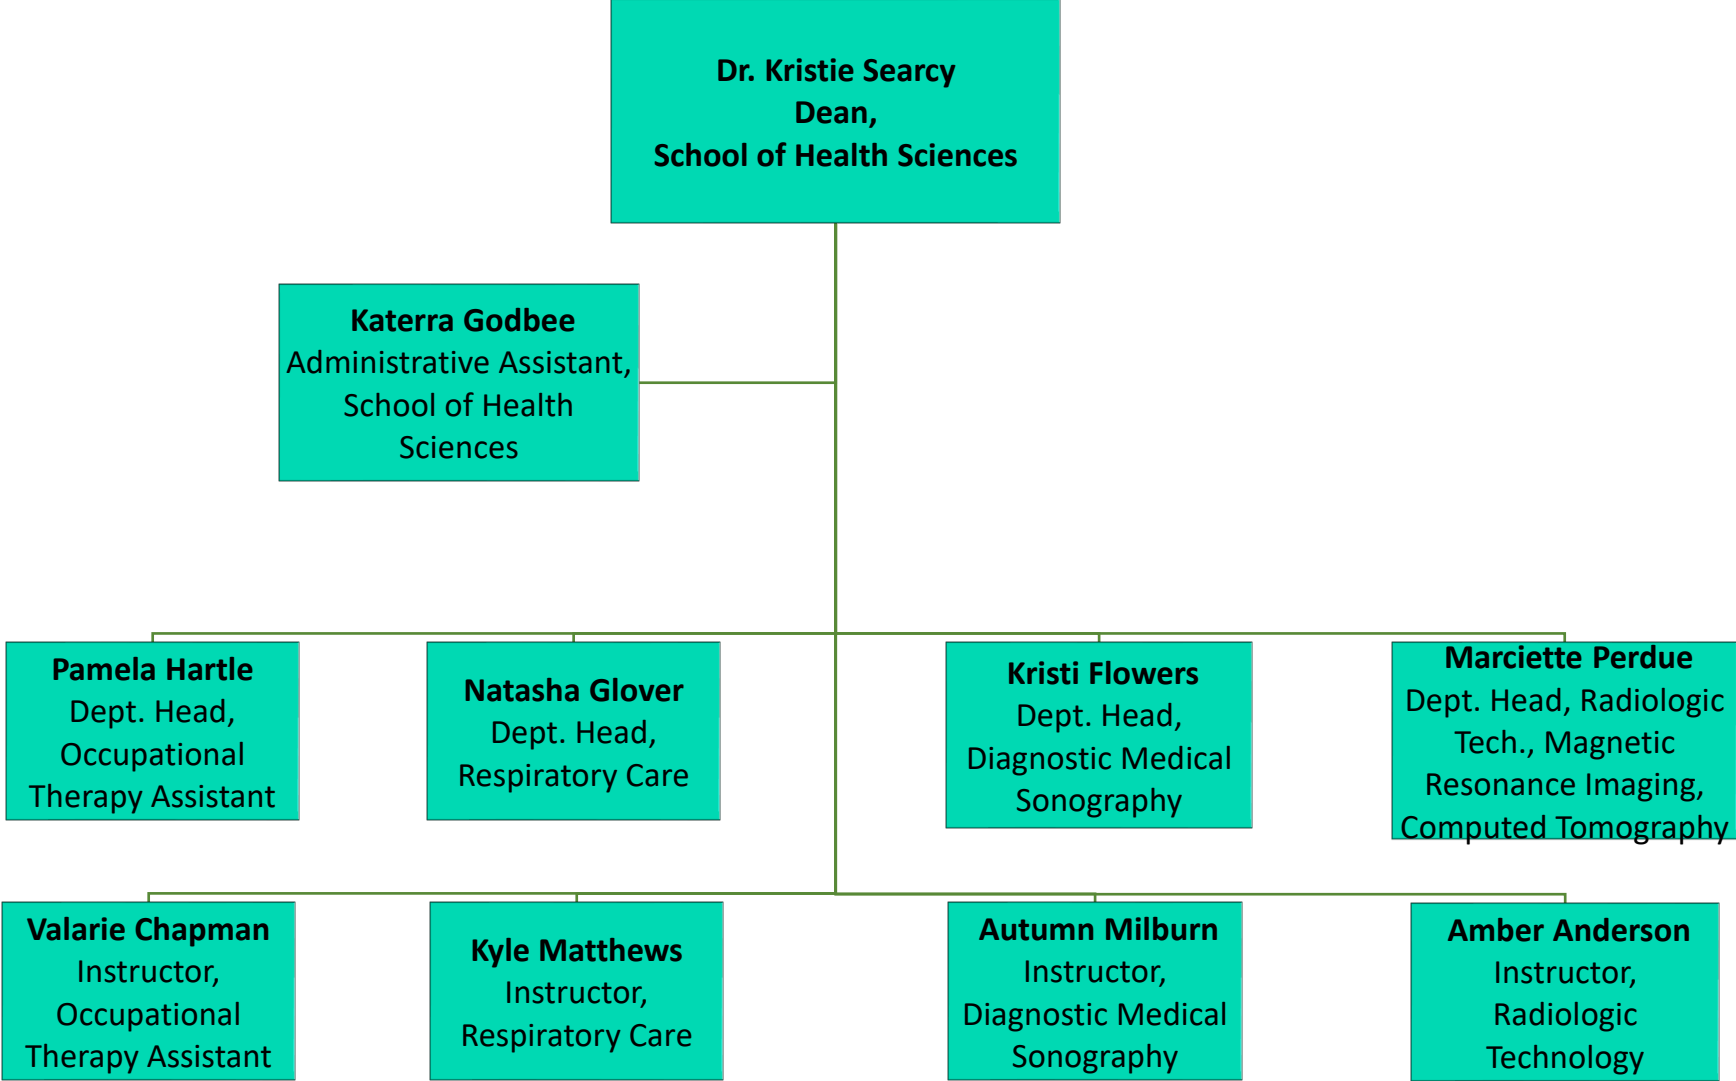 Dr. Kristie Searcy
Dean,
School of Health Sciences
Katerra Godbee
Administrative Assistant,
School of Health
Sciences
Pamela Hartle
Dept. Head,
Occupational
Therapy Assistant
Natasha Glover
Dept. Head,
Respiratory Care
Kristi Flowers
Dept. Head,
Diagnostic Medical
Sonography
Marciette Perdue
Dept. Head, Radiologic
Tech., Magnetic
Resonance Imaging,
Computed Tomography
Valarie Chapman
Instructor,
Occupational
Therapy Assistant
Kyle Matthews
Instructor,
Respiratory Care
Autumn Milburn
Instructor,
Diagnostic Medical
Sonography
Amber Anderson
Instructor,
Radiologic
Technology